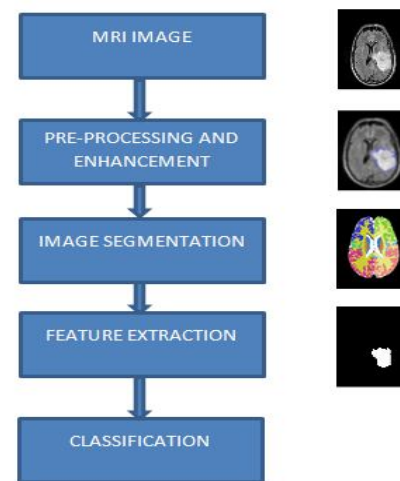 MRI IMAGE
PRE-PROCESSING AND
ENHANCEMENT
IMAGE SEGMENTATION
FEATURE EXTRACTION
CLASSIFICATION